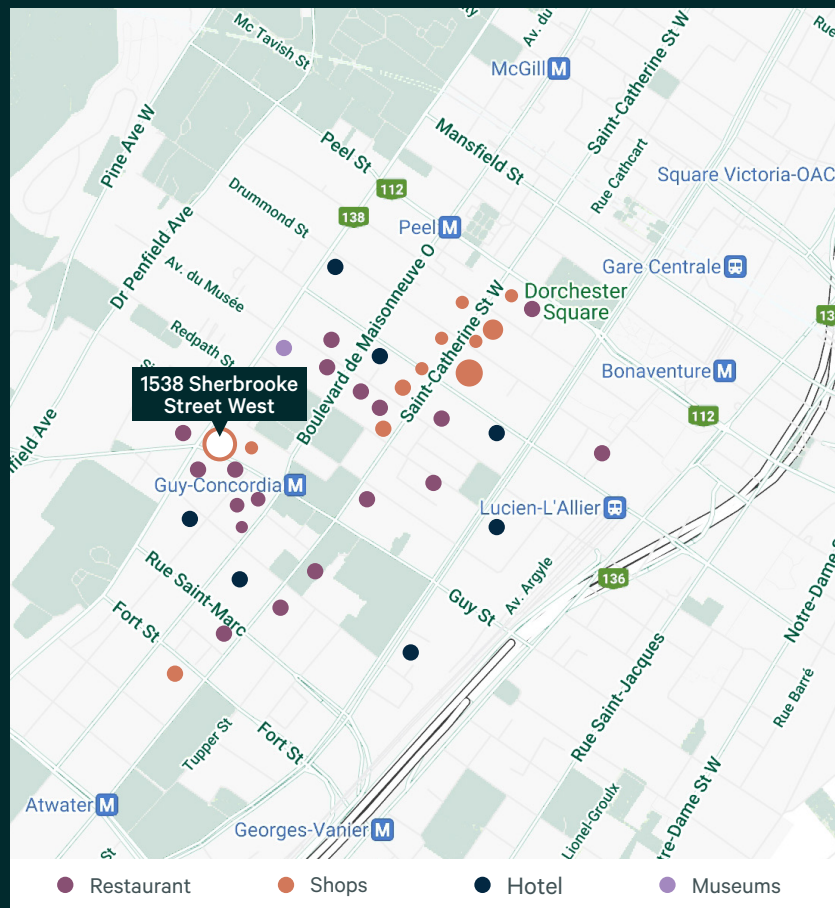 Mc Tavish St
Av. du
Saint-Catherine St W
McGill M
Pine Ave W
Peel St
Mansfield St
Rue Cathcart
Square Victoria-OAC
112
Drummond St
138
Peel M
Dr Penfield Ave
Av. du Musée
Gare Centrale
Boulevard de Maisonneuve O
Saint-Catherine St W
Dorchester
Square
13
Redpath St
Bonaventure M
1538 Sherbrooke
Street West
112
field Ave
Guy-Concordia M
Lucien-L'Allier
Rue Saint-Marc
Av. Argyle
136
Guy St
Fort St
Notre-Dame S
Rue Saint-Jacques
Rue Barré
Tupper St
Fort St
Atwater M
tre-Dame St W
Lionel-Groulx
Georges-Vanier M
St
Restaurant
Shops
Hotel
Museums